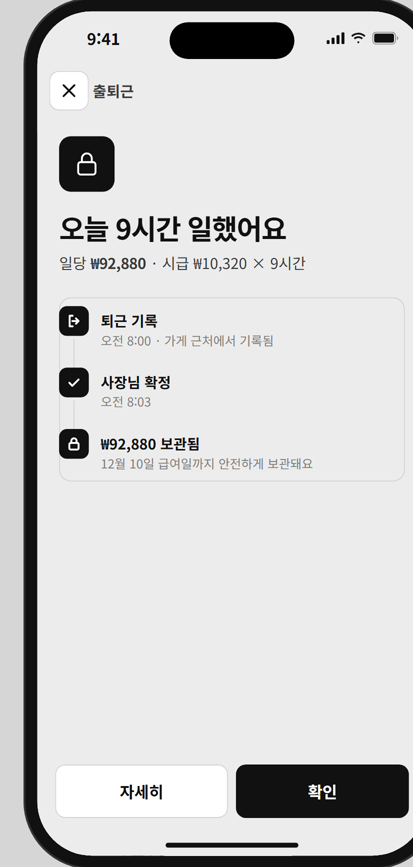 9:41
출퇴근
오늘 9시간 일했어요
일당 ₩92,880 · 시급 ₩10,320 × 9시간
퇴근 기록
오전 8:00 · 가게 근처에서 기록됨
사장님 확정
오전 8:03
₩92,880 보관됨
12월 10일 급여일까지 안전하게 보관돼요
자세히
확인